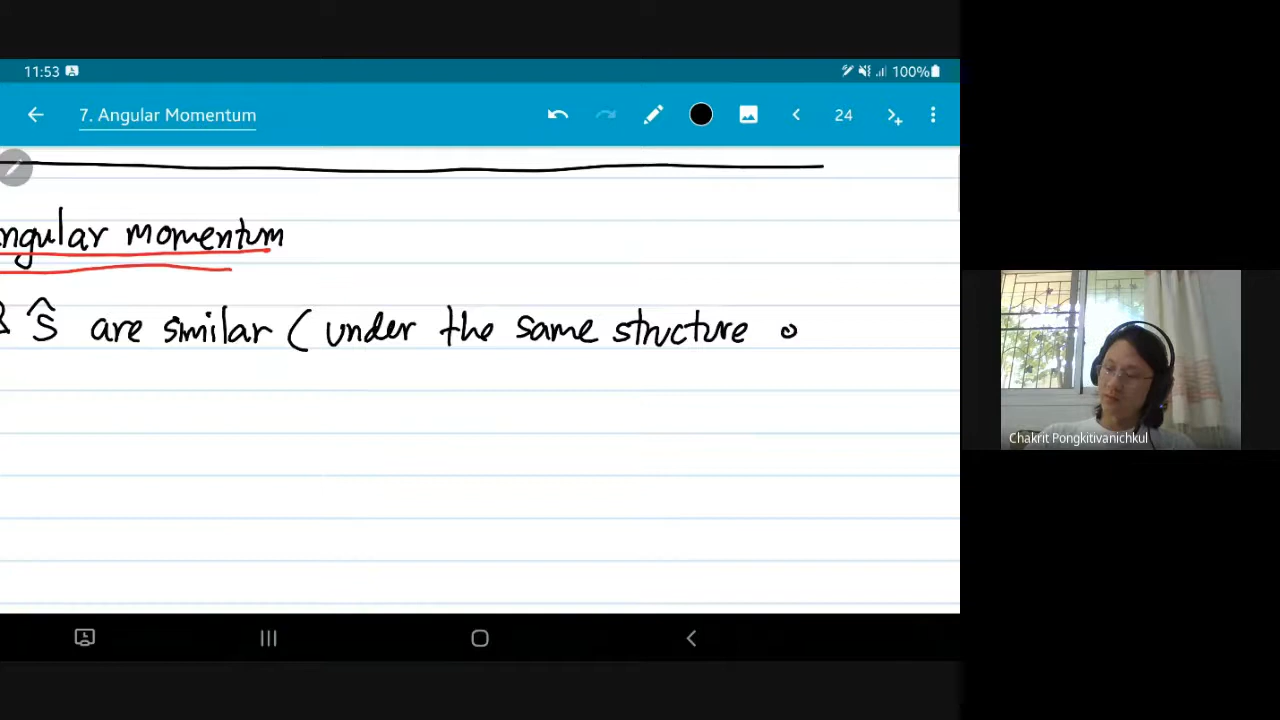 11:53 100%
7. Angular Momentum 24
ngular momentum
& Ŝ are similar ( under the same structure o
Chakrit Pongkitivanichkul